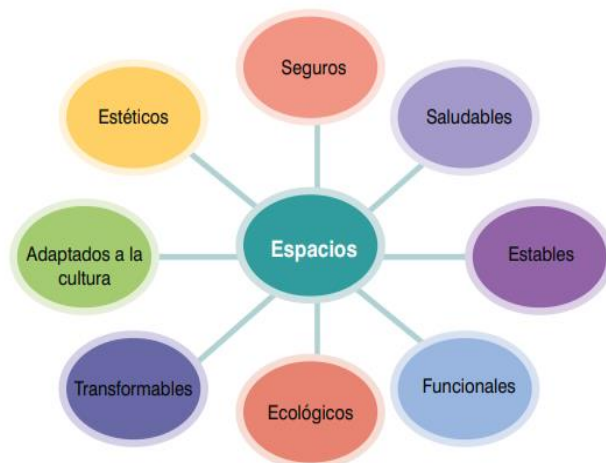 Seguros
Estéticos
Saludables
Espacios
Adaptados a la
cultura
Estables
Transformables
Funcionales
Ecológicos